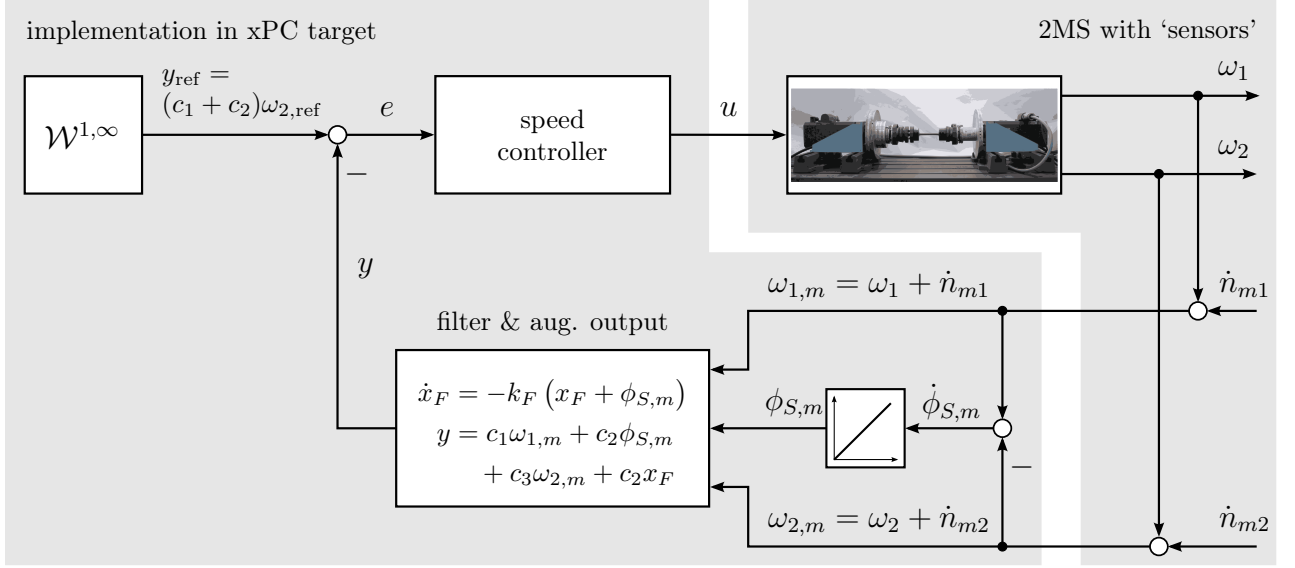 implementation in xPC target
2MS with ‘sensors’
𝒲^{1,∞}
y_ref =
(c_1 + c_2)ω_{2,ref}
e
−
speed
controller
u
ω_1
ω_2
y
ω_{1,m} = ω_1 + ṅ_{m1}
ṅ_{m1}
filter & aug. output
ẋ_F = −k_F (x_F + ϕ_{S,m})
y = c_1ω_{1,m} + c_2ϕ_{S,m}
+ c_3ω_{2,m} + c_2x_F
ϕ_{S,m}
ϕ̇_{S,m}
−
ω_{2,m} = ω_2 + ṅ_{m2}
ṅ_{m2}